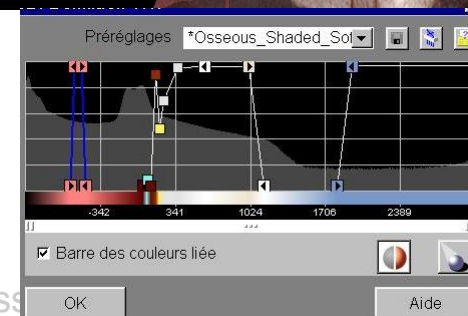 Préréglages *Osseous_Shaded_Sof
-342 341 1024 1706 2389
Barre des couleurs liée
OK Aide